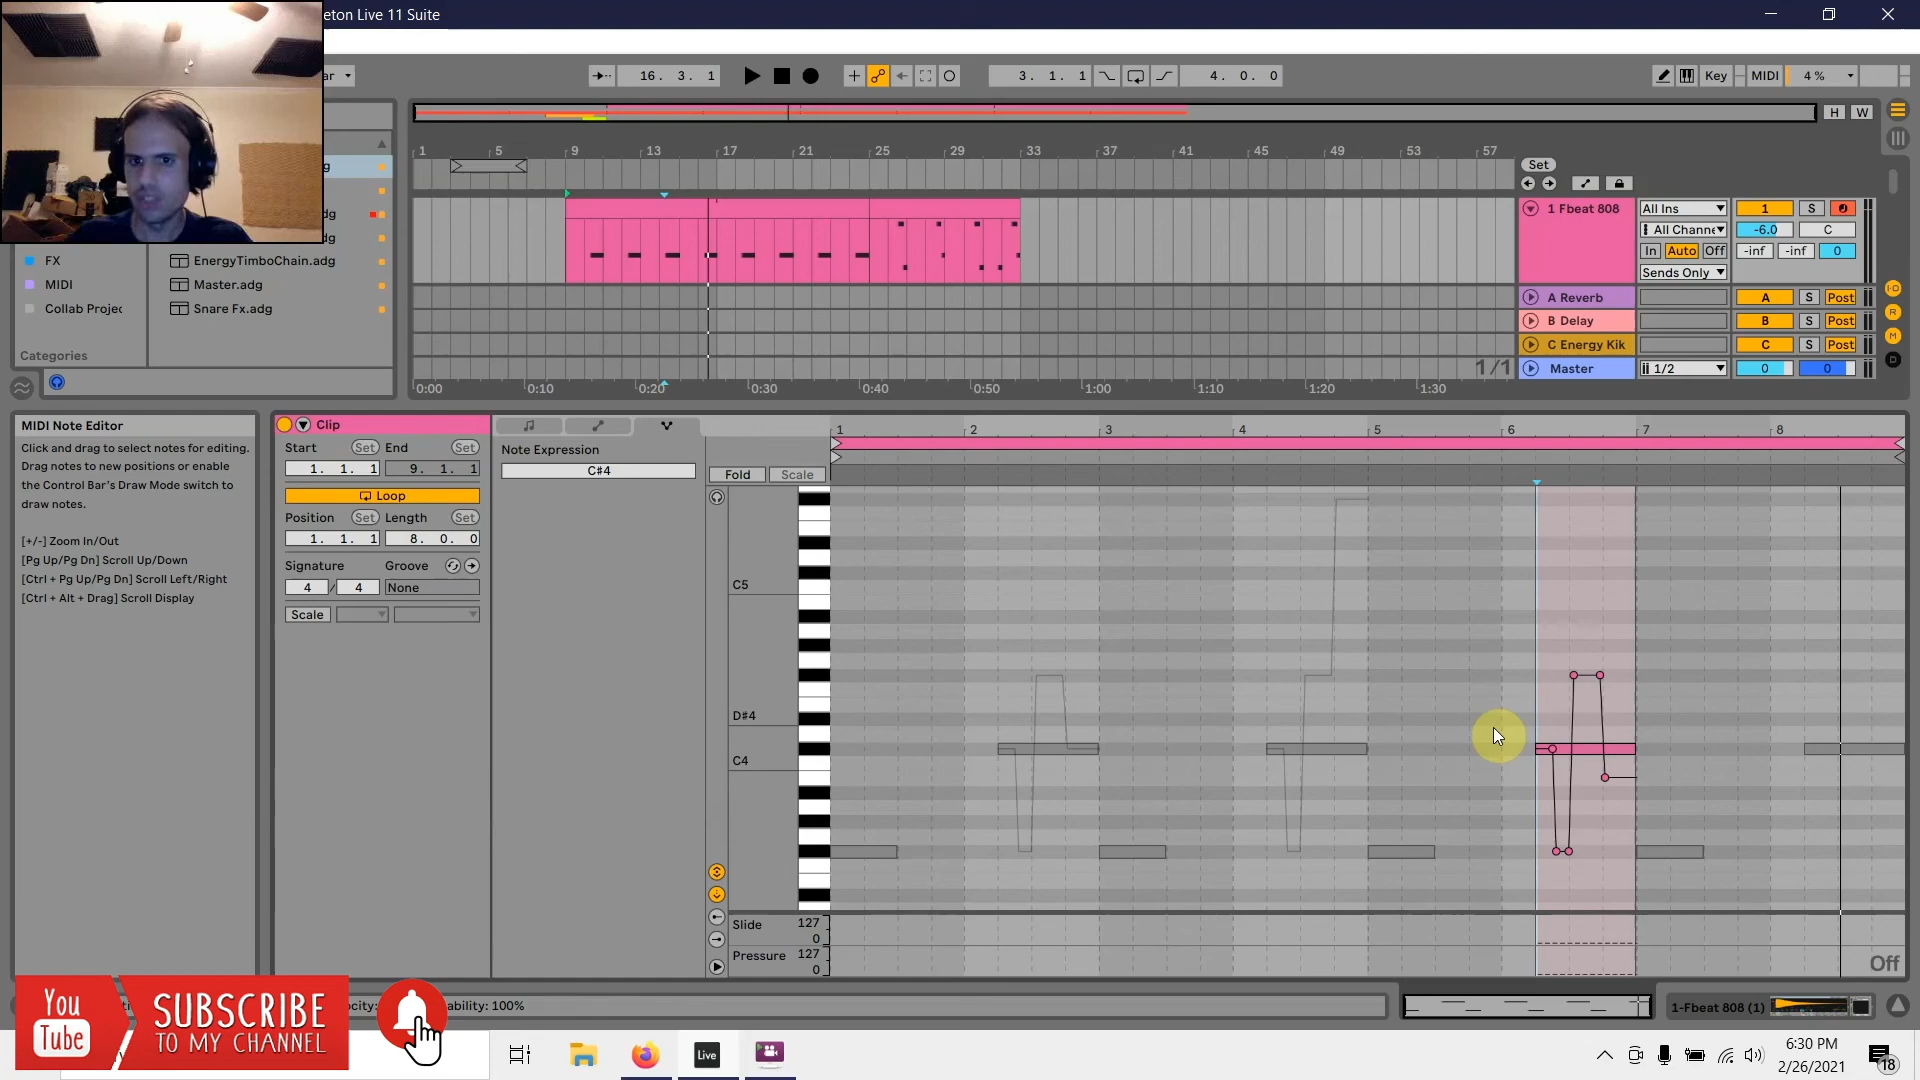 eton Live 11 Suite
ar
16. 3. 1
3. 1. 1
4. 0. 0
Key
MIDI
4 %
H
W
1
5
9
13
17
21
25
29
33
37
41
45
49
53
57
Set
g
dg
dg
FX
MIDI
Collab Projec
Categories
EnergyTimboChain.adg
Master.adg
Snare Fx.adg
1 Fbeat 808
All Ins
1
S
All Channe
-6.0
C
In
Auto
Off
-inf
-inf
0
Sends Only
A Reverb
A
S
Post
B Delay
B
S
Post
C Energy Kik
C
S
Post
Master
1/2
0
0
I·O
R
M
D
1/1
0:00
0:10
0:20
0:30
0:40
0:50
1:00
1:10
1:20
1:30
MIDI Note Editor
Click and drag to select notes for editing.
Drag notes to new positions or enable
the Control Bar's Draw Mode switch to
draw notes.
[+/-] Zoom In/Out
[Pg Up/Pg Dn] Scroll Up/Down
[Ctrl + Pg Up/Pg Dn] Scroll Left/Right
[Ctrl + Alt + Drag] Scroll Display
Clip
Start
Set
End
Set
1. 1. 1
9. 1. 1
Loop
Position
Set
Length
Set
1. 1. 1
8. 0. 0
Signature
Groove
4 / 4
None
Scale
Note Expression
C#4
Fold
Scale
1
2
3
4
5
6
7
8
C5
D#4
C4
Slide
127
0
Pressure
127
0
Off
ocity:
ability: 100%
1-Fbeat 808 (1)
You
Tube
SUBSCRIBE
TO MY CHANNEL
Live
6:30 PM
2/26/2021
18